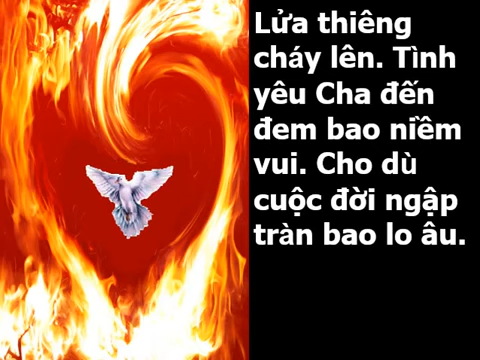 Lửa thiêng
cháy lên. Tình
yêu Cha đến
đem bao niềm
vui. Cho dù
cuộc đời ngập
tràn bao lo âu.